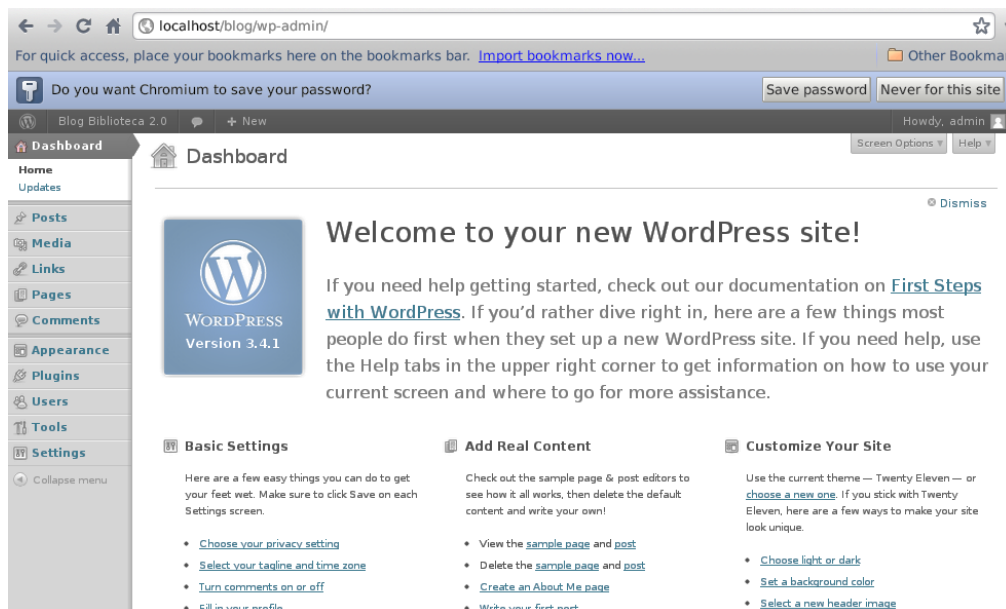 localhost/blog/wp-admin/
For quick access, place your bookmarks here on the bookmarks bar. Import bookmarks now...
Other Bookma
Do you want Chromium to save your password?
Save password
Never for this site
Blog Biblioteca 2.0
+ New
Howdy, admin
Dashboard
Home
Updates
Posts
Media
Links
Pages
Comments
Appearance
Plugins
Users
Tools
Settings
Collapse menu
Dashboard
Screen Options
Help
Dismiss
WORDPRESS
Version 3.4.1
Welcome to your new WordPress site!
If you need help getting started, check out our documentation on First Steps
with WordPress. If you’d rather dive right in, here are a few things most
people do first when they set up a new WordPress site. If you need help, use
the Help tabs in the upper right corner to get information on how to use your
current screen and where to go for more assistance.
Basic Settings
Here are a few easy things you can do to get
your feet wet. Make sure to click Save on each
Settings screen.
• Choose your privacy setting
• Select your tagline and time zone
• Turn comments on or off
• Fill in your profile
Add Real Content
Check out the sample page & post editors to
see how it all works, then delete the default
content and write your own!
• View the sample page and post
• Delete the sample page and post
• Create an About Me page
• Write your first post
Customize Your Site
Use the current theme — Twenty Eleven — or
choose a new one. If you stick with Twenty
Eleven, here are a few ways to make your site
look unique.
• Choose light or dark
• Set a background color
• Select a new header image